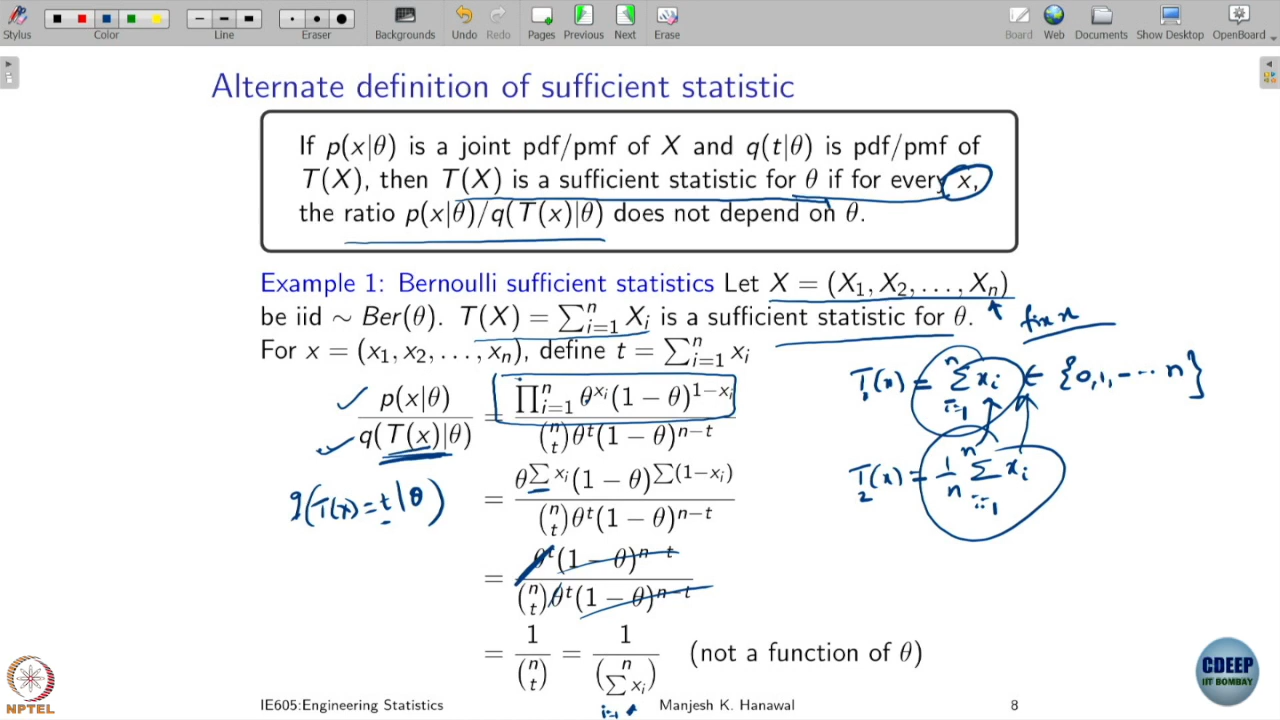 Stylus Color Line Eraser Backgrounds Undo Redo Pages Previous Next Erase Board Web Documents Show Desktop OpenBoard
Alternate definition of sufficient statistic
If p(x|θ) is a joint pdf/pmf of X and q(t|θ) is pdf/pmf of
T(X), then T(X) is a sufficient statistic for θ if for every x,
the ratio p(x|θ)/q(T(x)|θ) does not depend on θ.
Example 1: Bernoulli sufficient statistics Let X = (X₁, X₂, . . . , Xₙ)
be iid ∼ Ber(θ). T(X) = ∑ⁿᵢ₌₁ Xᵢ is a sufficient statistic for θ.
fix x
For x = (x₁, x₂, . . . , xₙ), define t = ∑ⁿᵢ₌₁ xᵢ
T₁(x) = ∑ⁿᵢ₌₁ xᵢ ∈ {0,1, --- n}
p(x|θ) / q(T(x)|θ) = ∏ⁿᵢ₌₁ θ^{xᵢ}(1 − θ)^{1−xᵢ} / (n t) θᵗ(1 − θ)ⁿ⁻ᵗ
T₂(x) = 1/n ∑ⁿᵢ₌₁ xᵢ
= θ^{∑ xᵢ}(1 − θ)^{∑(1−xᵢ)} / (n t) θᵗ(1 − θ)ⁿ⁻ᵗ
q(T(x)=t|θ)
= θᵗ(1 − θ)ⁿ⁻ᵗ / (n t) θᵗ(1 − θ)ⁿ⁻ᵗ
= 1 / (n t) = 1 / (n ∑ xᵢ) (not a function of θ)
i=1
CDEEP
IIT BOMBAY
NPTEL
IE605:Engineering Statistics Manjesh K. Hanawal 8